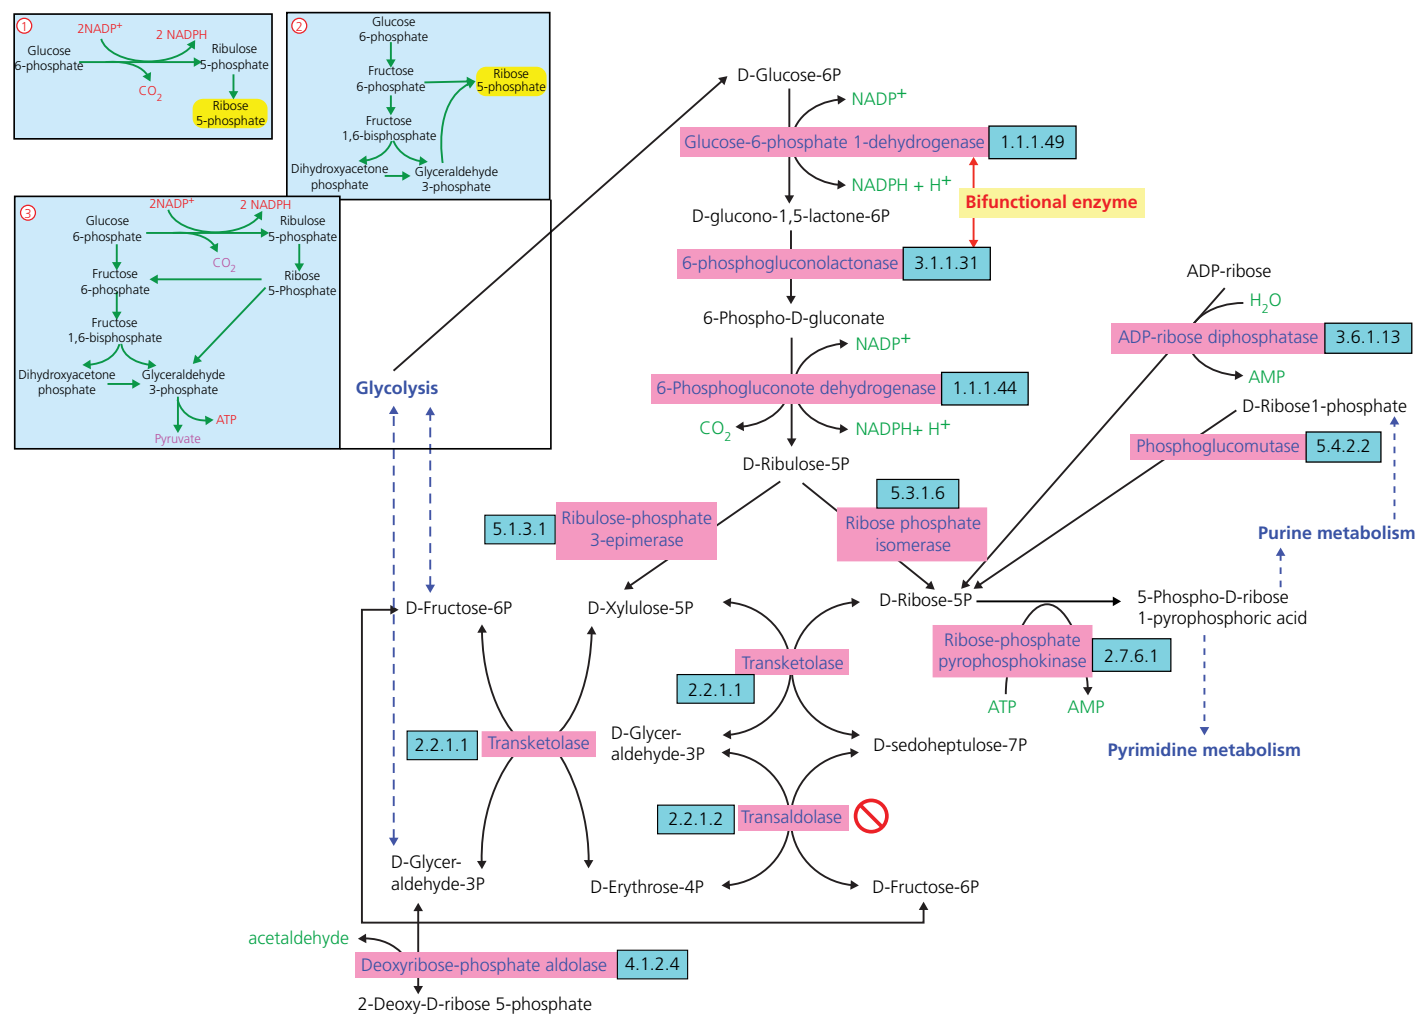 1
2NADP+
2 NADPH
Glucose
6-phosphate
Ribulose
5-phosphate
CO2
Ribose
5-phosphate
2
Glucose
6-phosphate
Fructose
6-phosphate
Ribose
5-phosphate
Fructose
1,6-bisphosphate
Dihydroxyacetone
phosphate
Glyceraldehyde
3-phosphate
3
2NADP+
2 NADPH
Glucose
6-phosphate
Ribulose
5-phosphate
CO2
Fructose
6-phosphate
Ribose
5-Phosphate
Fructose
1,6-bisphosphate
Dihydroxyacetone
phosphate
Glyceraldehyde
3-phosphate
ATP
Pyruvate
Glycolysis
D-Glucose-6P
NADP+
Glucose-6-phosphate 1-dehydrogenase
1.1.1.49
NADPH + H+
Bifunctional enzyme
D-glucono-1,5-lactone-6P
6-phosphogluconolactonase
3.1.1.31
6-Phospho-D-gluconate
NADP+
6-Phosphogluconote dehydrogenase
1.1.1.44
CO2
NADPH+ H+
D-Ribulose-5P
ADP-ribose
H2O
ADP-ribose diphosphatase
3.6.1.13
AMP
D-Ribose1-phosphate
Phosphoglucomutase
5.4.2.2
Purine metabolism
5.1.3.1
Ribulose-phosphate
3-epimerase
5.3.1.6
Ribose phosphate
isomerase
D-Fructose-6P
D-Xylulose-5P
D-Ribose-5P
5-Phospho-D-ribose
1-pyrophosphoric acid
Ribose-phosphate
pyrophosphokinase
2.7.6.1
ATP
AMP
Pyrimidine metabolism
Transketolase
2.2.1.1
2.2.1.1
Transketolase
D-Glycer-
aldehyde-3P
D-sedoheptulose-7P
2.2.1.2
Transaldolase
D-Glycer-
aldehyde-3P
D-Erythrose-4P
D-Fructose-6P
acetaldehyde
Deoxyribose-phosphate aldolase
4.1.2.4
2-Deoxy-D-ribose 5-phosphate